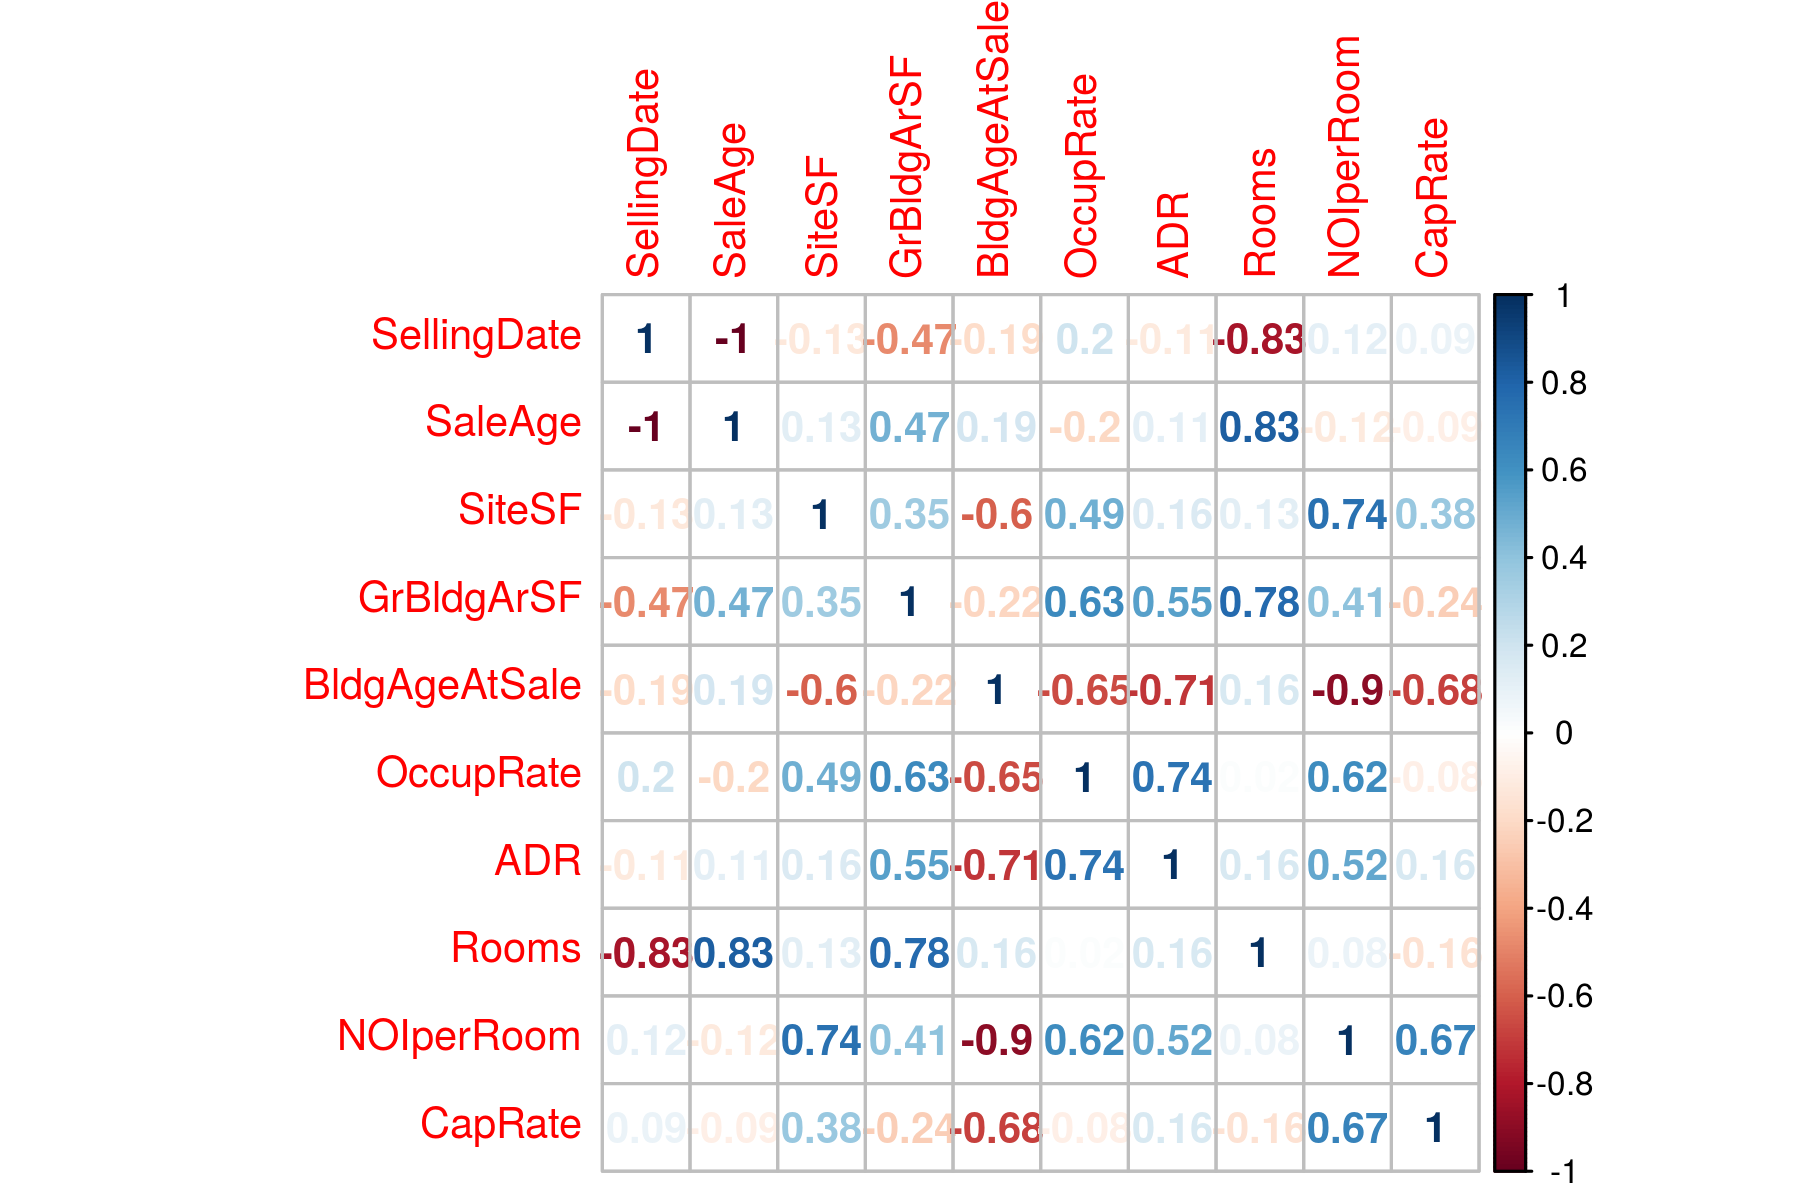 SellingDate SaleAge SiteSF GrBldgArSF BldgAgeAtSale OccupRate ADR Rooms NOIperRoom CapRate
1
SellingDate 1 -1 -0.13 -0.47 -0.19 0.2 -0.11 -0.83 0.12 0.09
0.8
SaleAge -1 1 0.13 0.47 0.19 -0.2 0.11 0.83 -0.12 -0.09
0.6
SiteSF -0.13 0.13 1 0.35 -0.6 0.49 0.16 0.13 0.74 0.38
0.4
GrBldgArSF -0.47 0.47 0.35 1 -0.22 0.63 0.55 0.78 0.41 -0.24
0.2
BldgAgeAtSale -0.19 0.19 -0.6 -0.22 1 -0.65 -0.71 0.16 -0.9 -0.68
0
OccupRate 0.2 -0.2 0.49 0.63 -0.65 1 0.74 0.02 0.62 -0.08
-0.2
ADR -0.11 0.11 0.16 0.55 -0.71 0.74 1 0.16 0.52 0.16
-0.4
Rooms -0.83 0.83 0.13 0.78 0.16 0.02 0.16 1 0.08 -0.16
-0.6
NOIperRoom 0.12 -0.12 0.74 0.41 -0.9 0.62 0.52 0.08 1 0.67
-0.8
CapRate 0.09 -0.09 0.38 -0.24 -0.68 -0.08 0.16 -0.16 0.67 1
-1